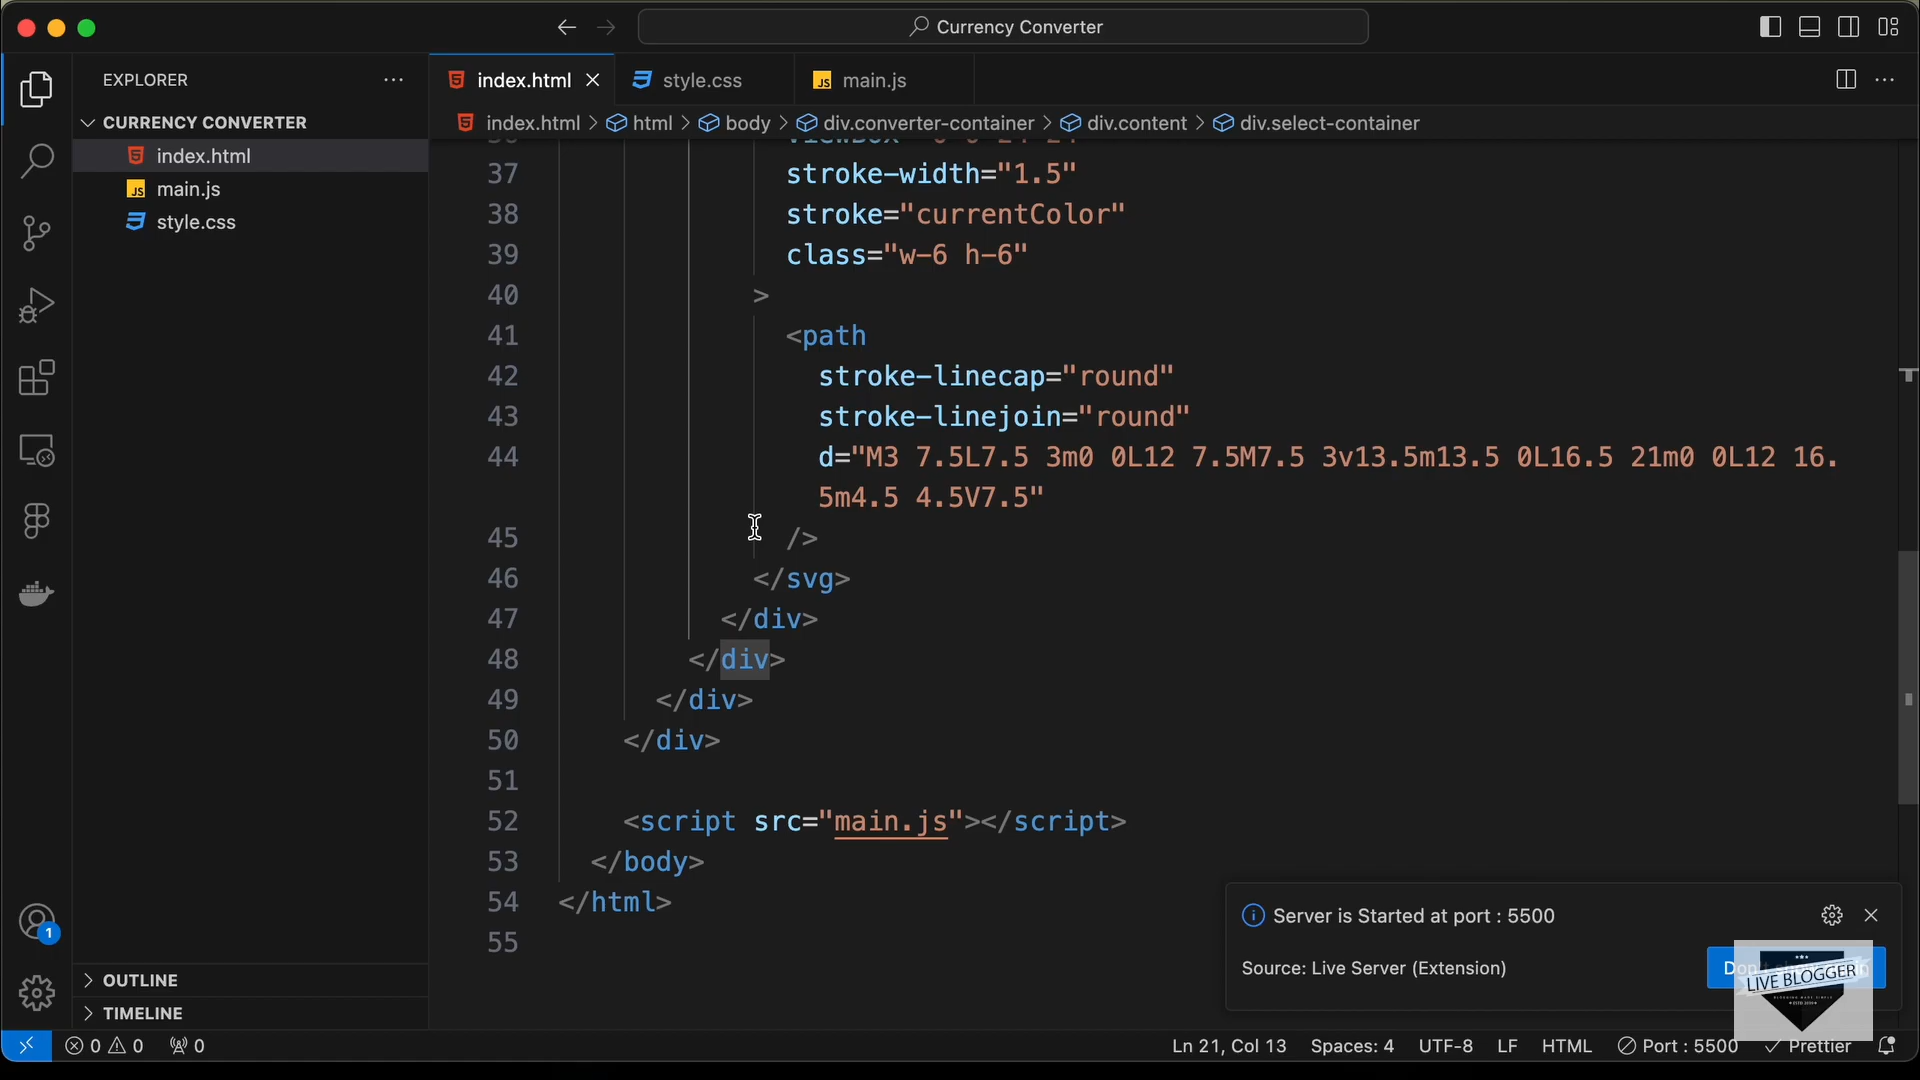 Currency Converter
EXPLORER
index.html
style.css
main.js
CURRENCY CONVERTER
index.html > html > body > div.converter-container > div.content > div.select-container
index.html
main.js
style.css
37 stroke-width="1.5"
38 stroke="currentColor"
39 class="w-6 h-6"
40 >
41 <path
42 stroke-linecap="round"
43 stroke-linejoin="round"
44 d="M3 7.5L7.5 3m0 0L12 7.5M7.5 3v13.5m13.5 0L16.5 21m0 0L12 16.
5m4.5 4.5V7.5"
45 />
46 </svg>
47 </div>
48 </div>
49 </div>
50 </div>
51
52 <script src="main.js"></script>
53 </body>
54 </html>
55
Server is Started at port : 5500
Source: Live Server (Extension)
LIVE BLOGGER
1
OUTLINE
TIMELINE
0 0 0
Ln 21, Col 13 Spaces: 4 UTF-8 LF HTML Port : 5500 Prettier